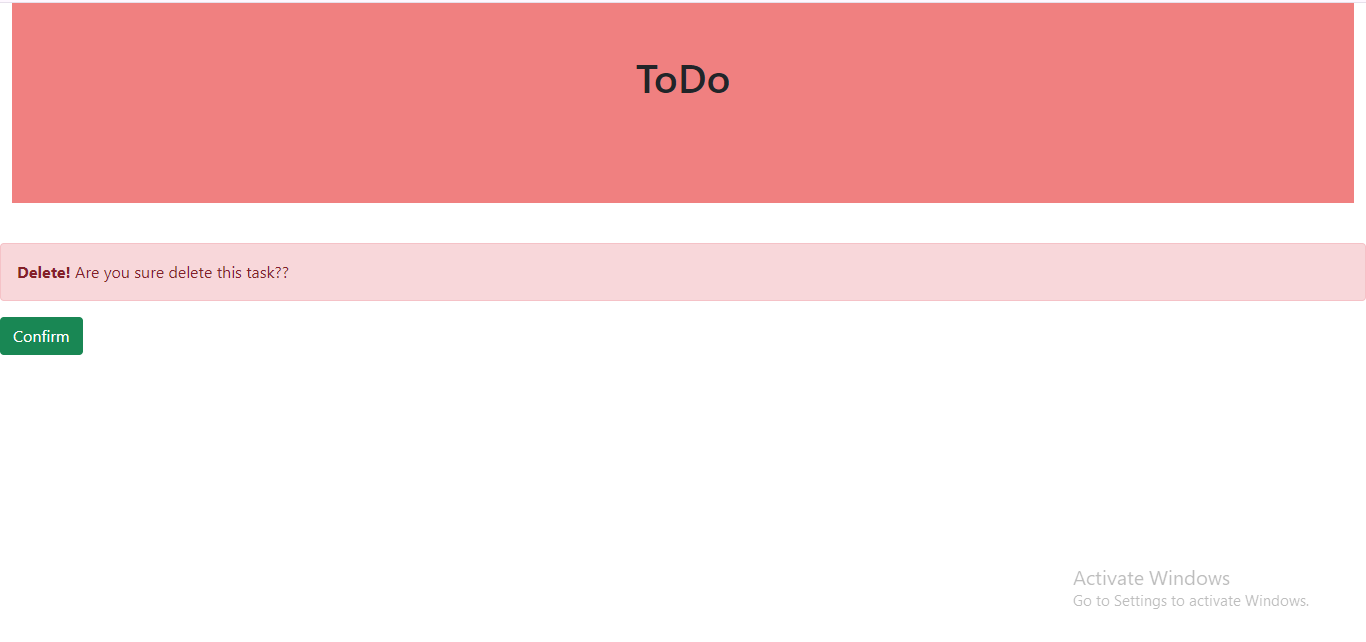 ToDo
Delete! Are you sure delete this task??
Confirm
Activate Windows
Go to Settings to activate Windows.